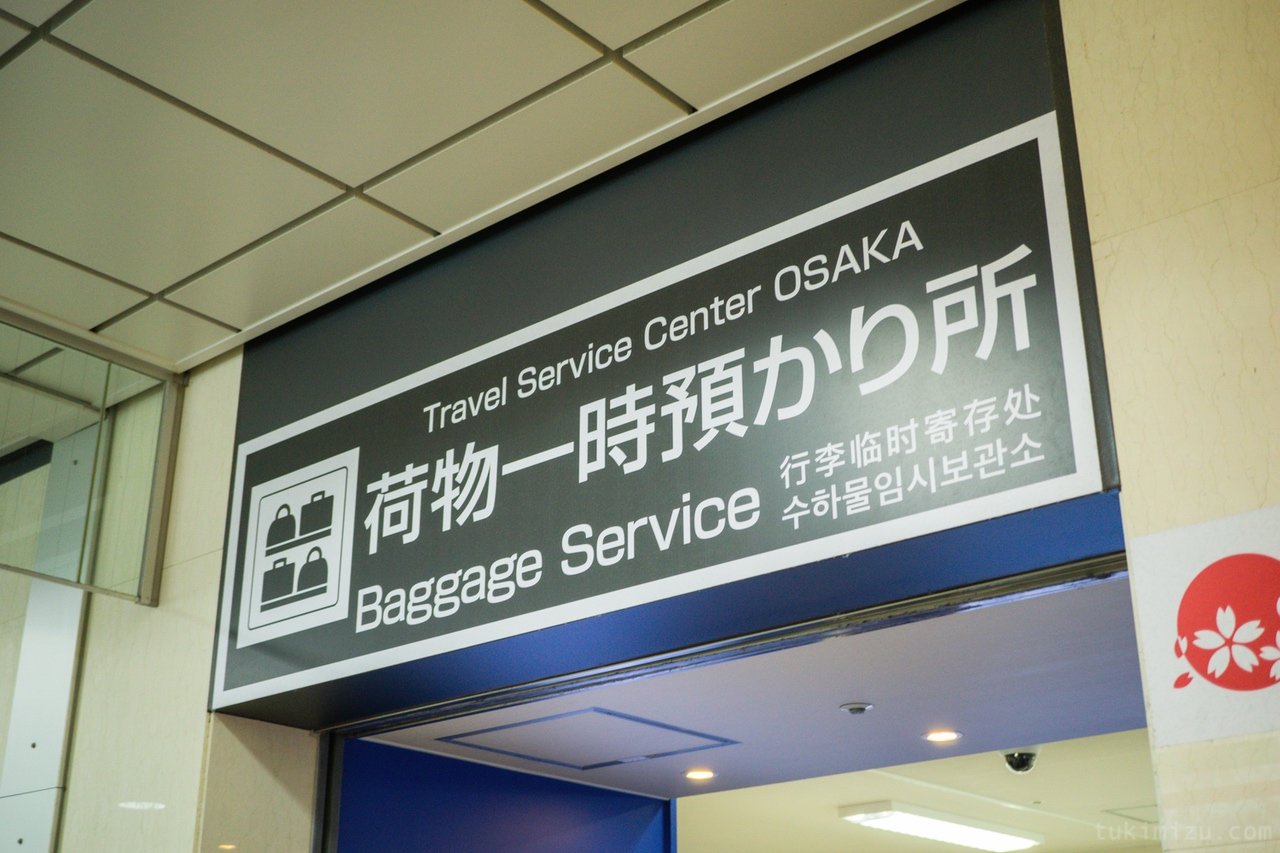 Travel Service Center OSAKA
荷物一時預かり所
Baggage Service
行李临时寄存处
수하물임시보관소
tukimizu.com